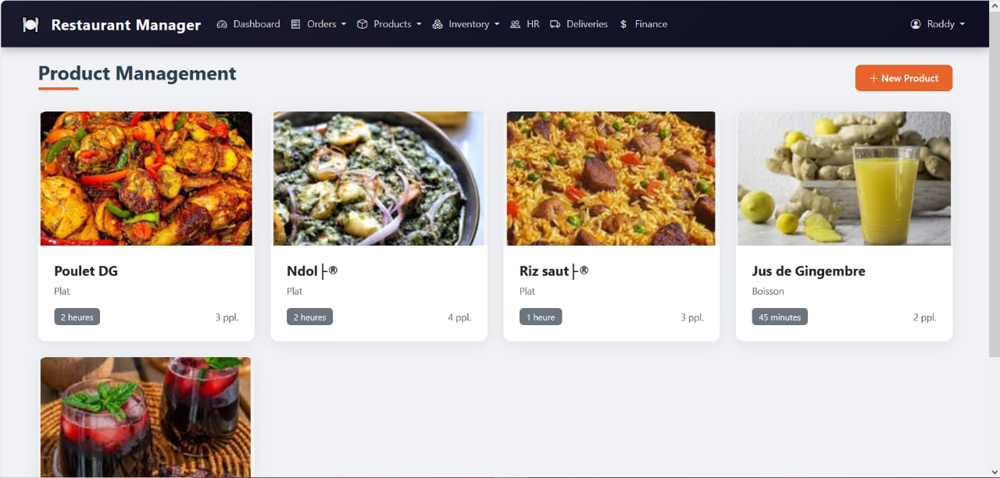 Restaurant Manager Dashboard Orders Products Inventory HR Deliveries $ Finance Roddy
Product Management
+ New Product
Poulet DG
Plat
2 heures 3 ppl.
Ndol├®
Plat
2 heures 4 ppl.
Riz saut├®
Plat
1 heure 3 ppl.
Jus de Gingembre
Boisson
45 minutes 2 ppl.